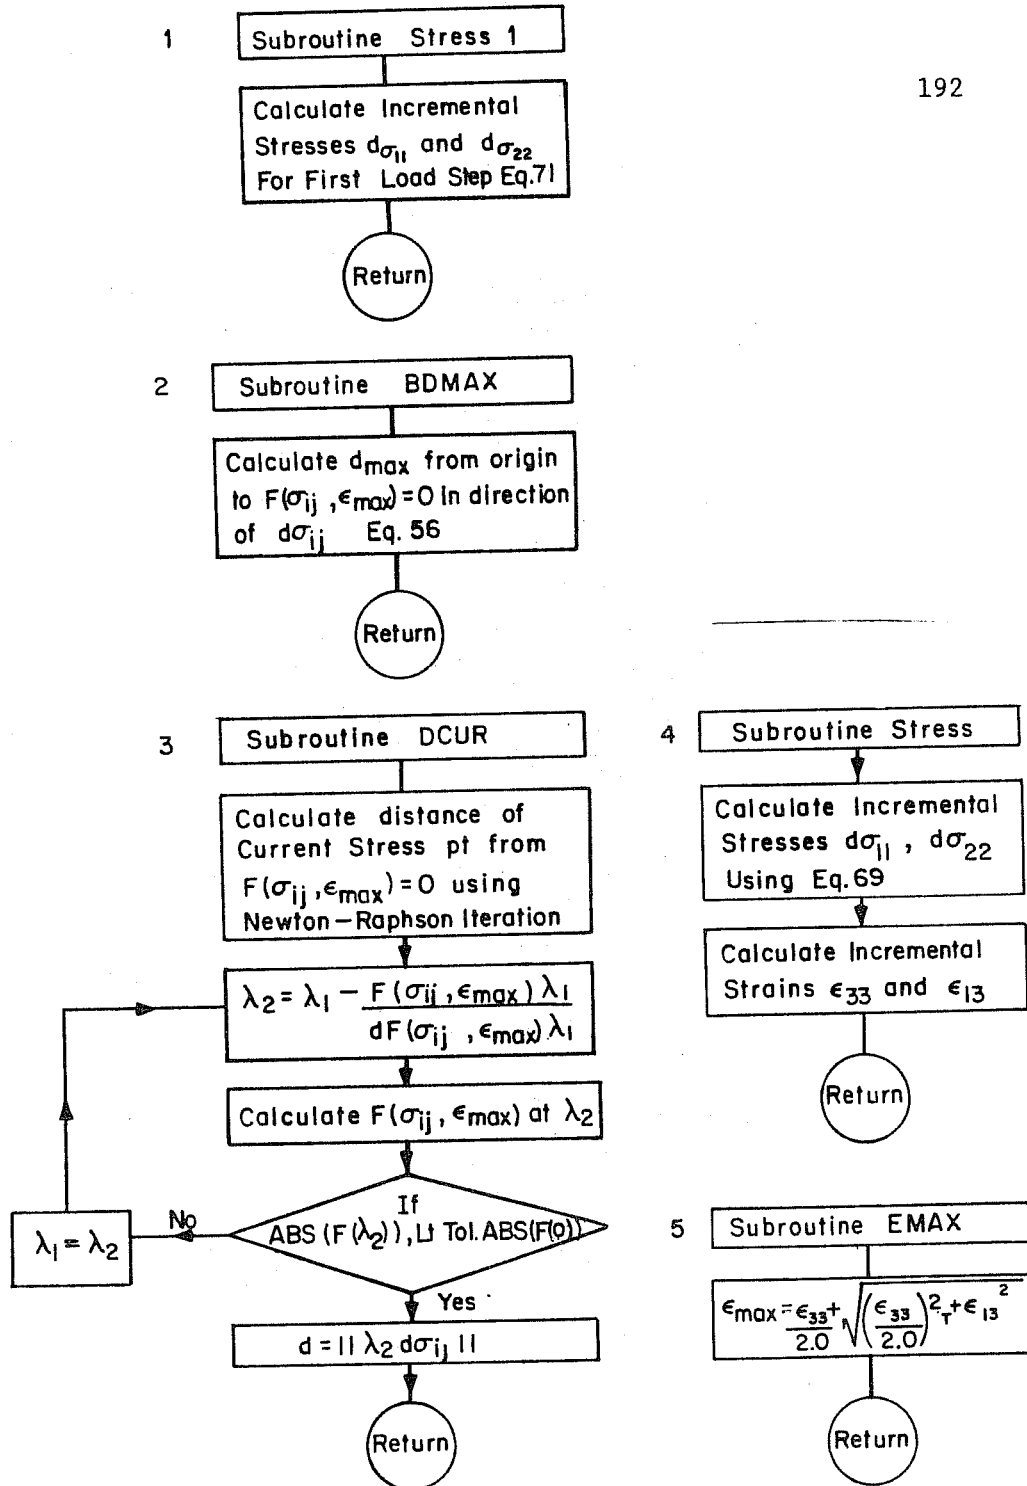 192
1
Subroutine Stress 1
Calculate Incremental
Stresses dσ₁₁ and dσ₂₂
For First Load Step Eq.71
Return
2
Subroutine BDMAX
Calculate dmax from origin
to F(σij, ϵmax)=0 in direction
of dσij Eq. 56
Return
3
Subroutine DCUR
Calculate distance of
Current Stress pt from
F(σij, ϵmax)=0 using
Newton-Raphson Iteration
λ₂ = λ₁ - F(σij, ϵmax) λ₁
dF(σij, ϵmax) λ₁
Calculate F(σij, ϵmax) at λ₂
If
ABS (F(λ₂)), Lt Tol. ABS(F(0))
No
λ₁ = λ₂
Yes
d = || λ₂ dσij ||
Return
4
Subroutine Stress
Calculate Incremental
Stresses dσ₁₁ , dσ₂₂
Using Eq.69
Calculate Incremental
Strains ϵ₃₃ and ϵ₁₃
Return
5
Subroutine EMAX
ϵmax = ϵ₃₃/2.0 + √((ϵ₃₃/2.0)² + ϵ₁₃²)
Return